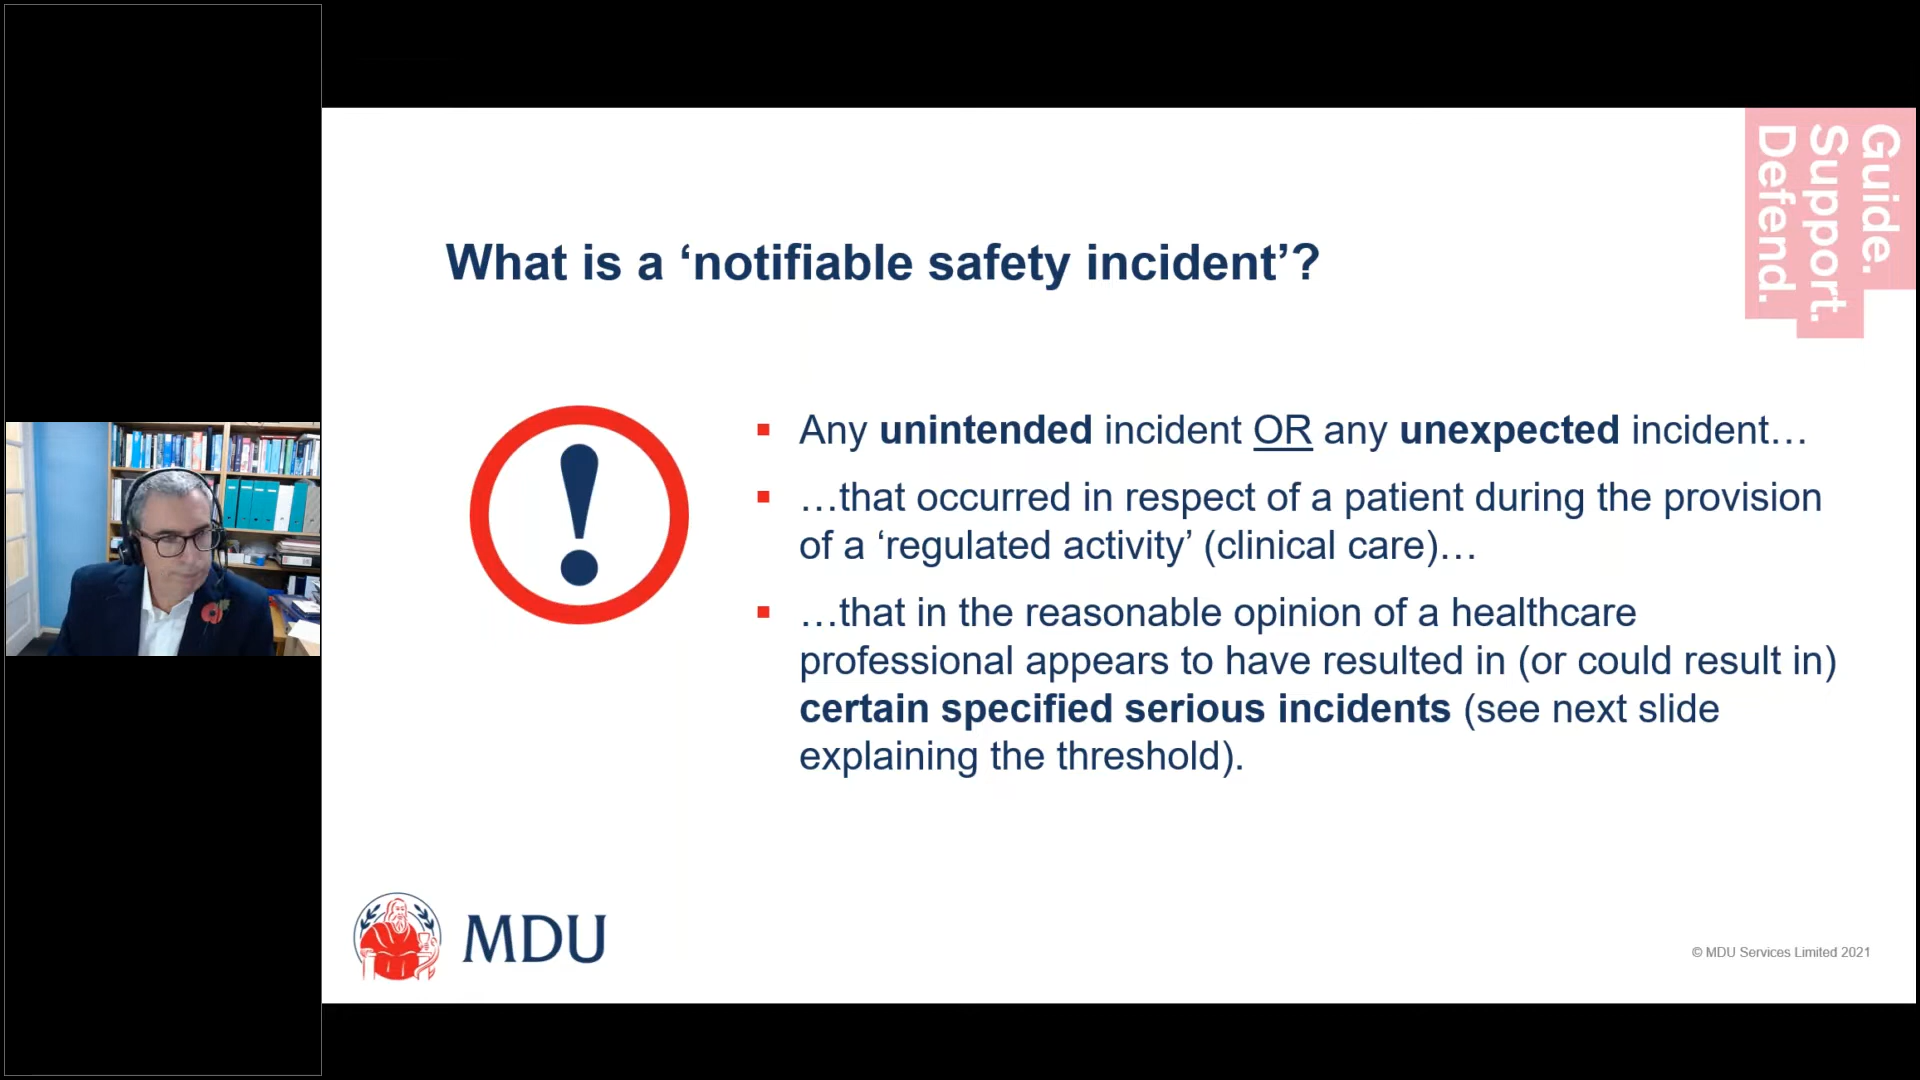 Guide.
Support.
Defend.
What is a ‘notifiable safety incident’?
Any unintended incident OR any unexpected incident…
…that occurred in respect of a patient during the provision
of a ‘regulated activity’ (clinical care)…
…that in the reasonable opinion of a healthcare
professional appears to have resulted in (or could result in)
certain specified serious incidents (see next slide
explaining the threshold).
MDU
© MDU Services Limited 2021